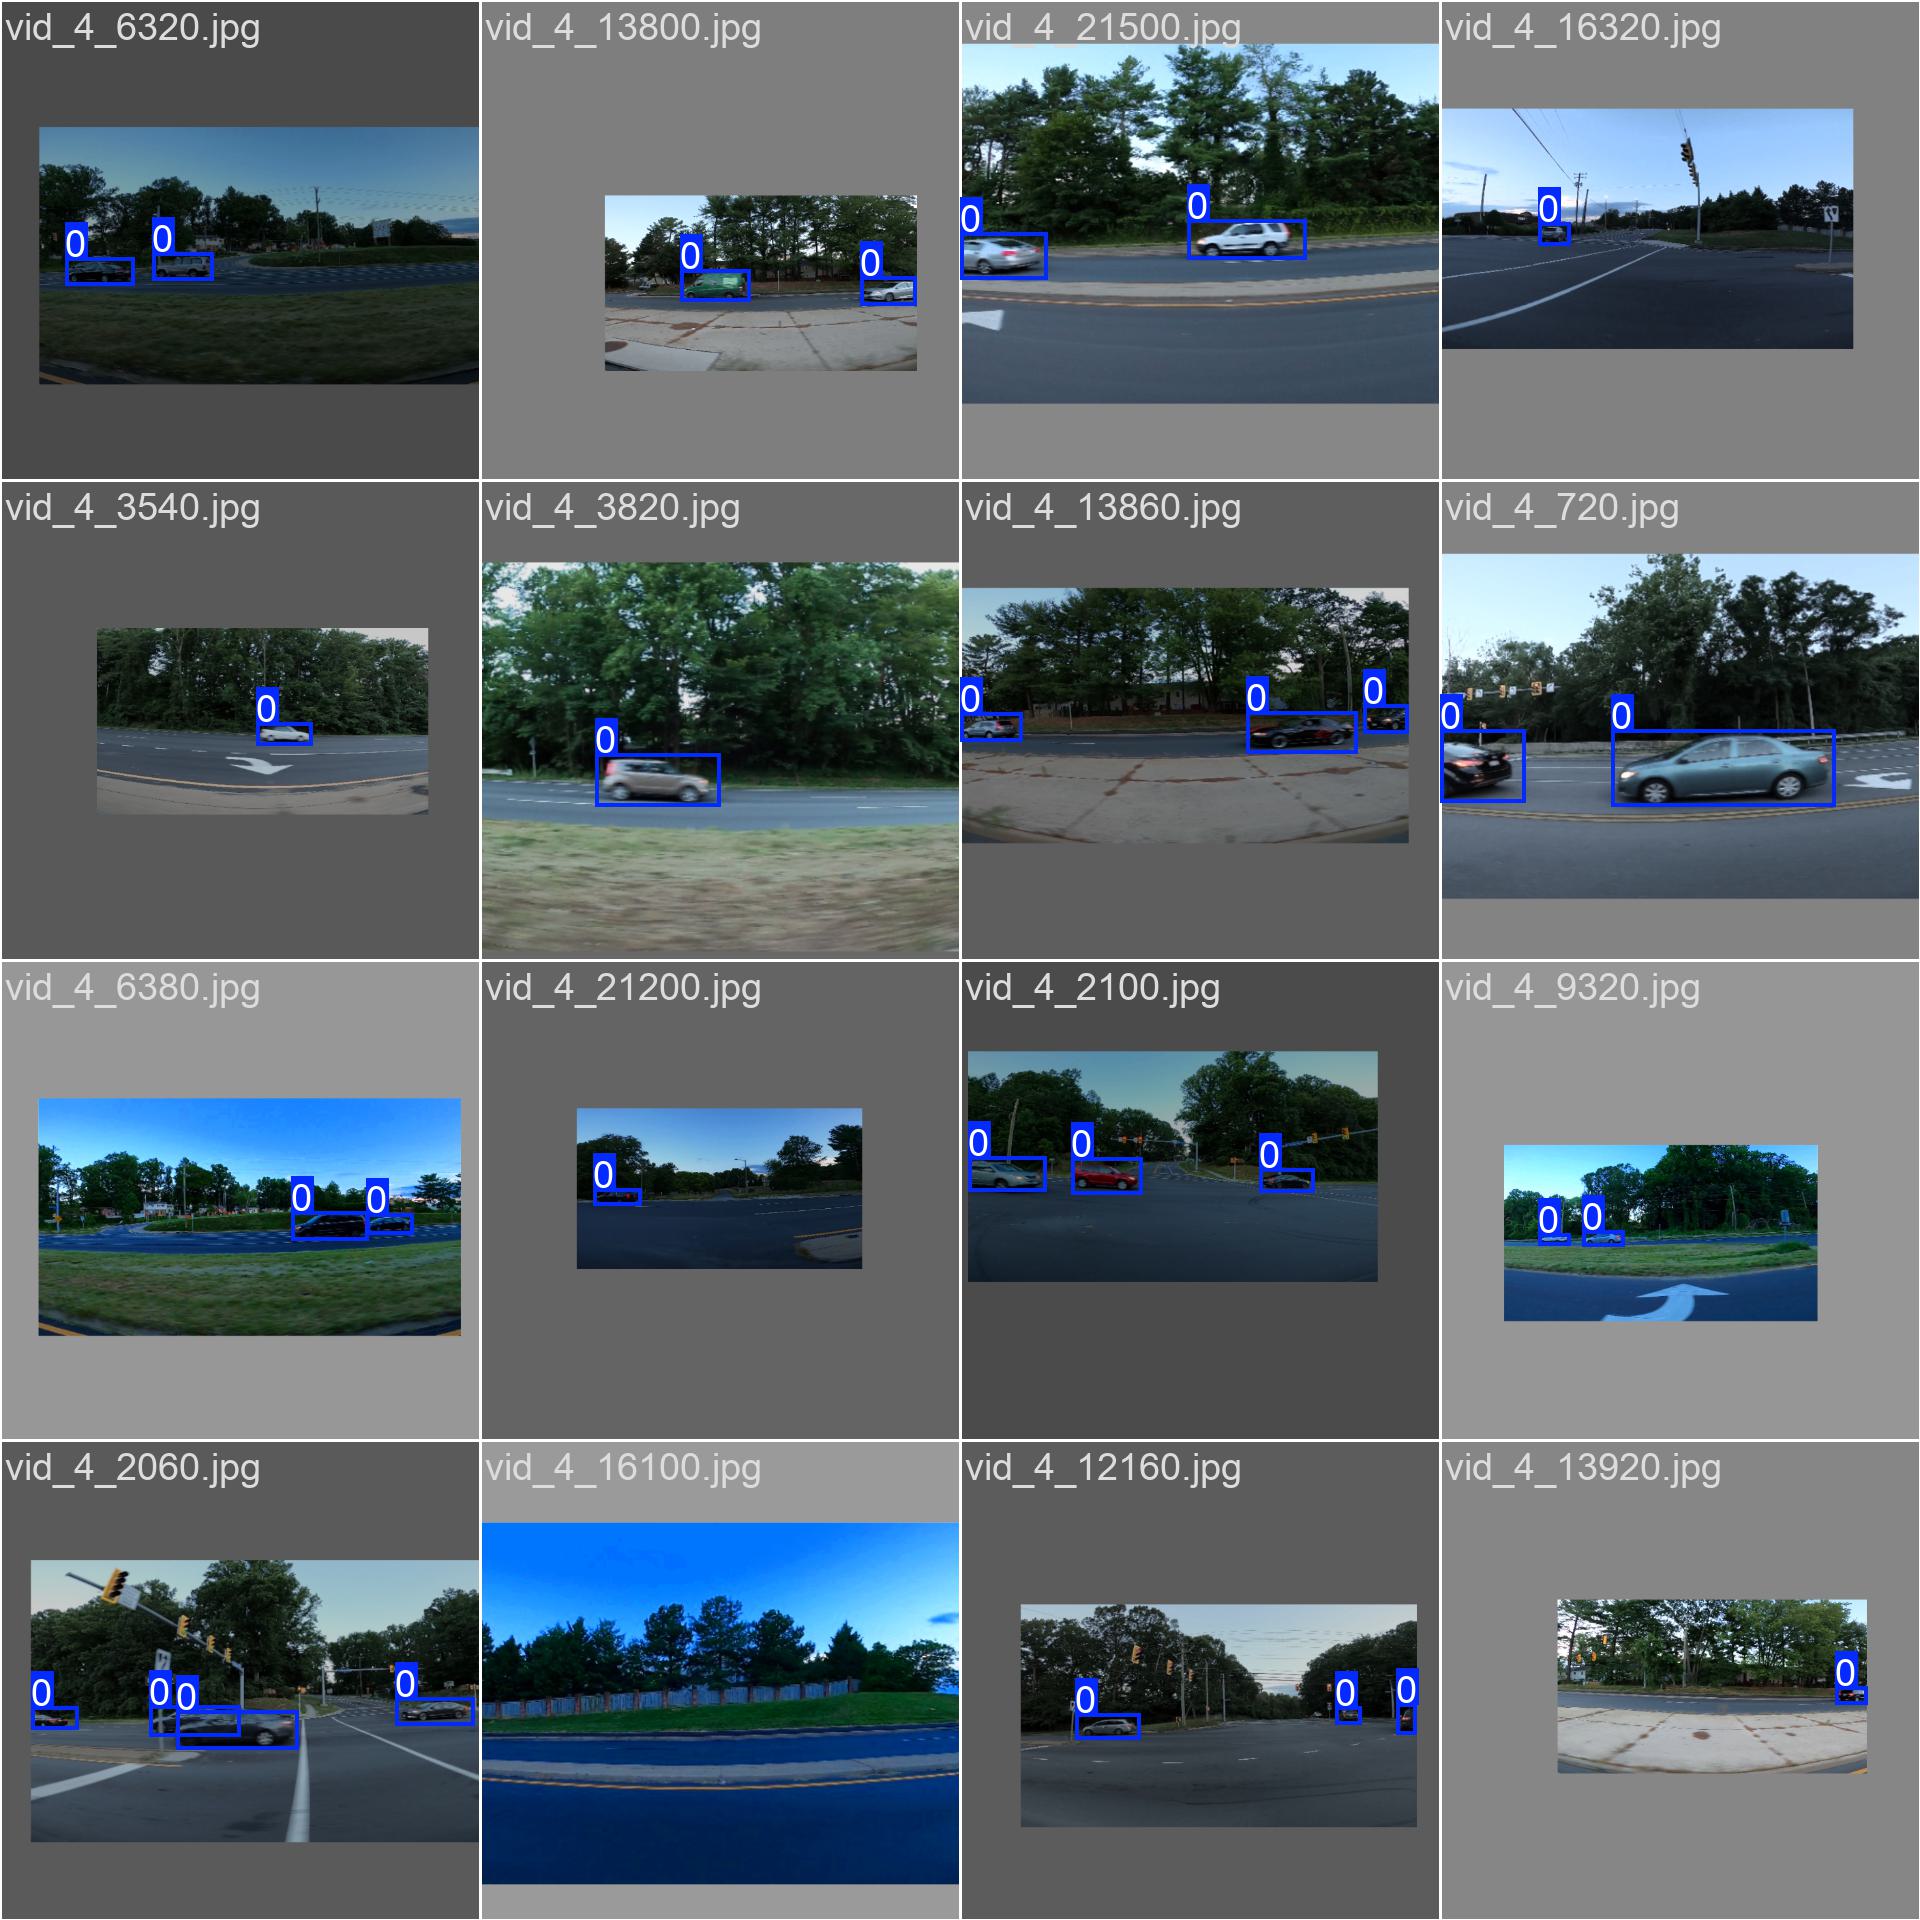 vid_4_6320.jpg
vid_4_13800.jpg
vid_4_21500.jpg
vid_4_16320.jpg
0
0
0
0
0
0
0
vid_4_3540.jpg
vid_4_3820.jpg
vid_4_13860.jpg
vid_4_720.jpg
0
0
0
0
0
0
0
vid_4_6380.jpg
vid_4_21200.jpg
vid_4_2100.jpg
vid_4_9320.jpg
0
0
0
0
0
0
0
0
vid_4_2060.jpg
vid_4_16100.jpg
vid_4_12160.jpg
vid_4_13920.jpg
0
0
0
0
0
0
0
0